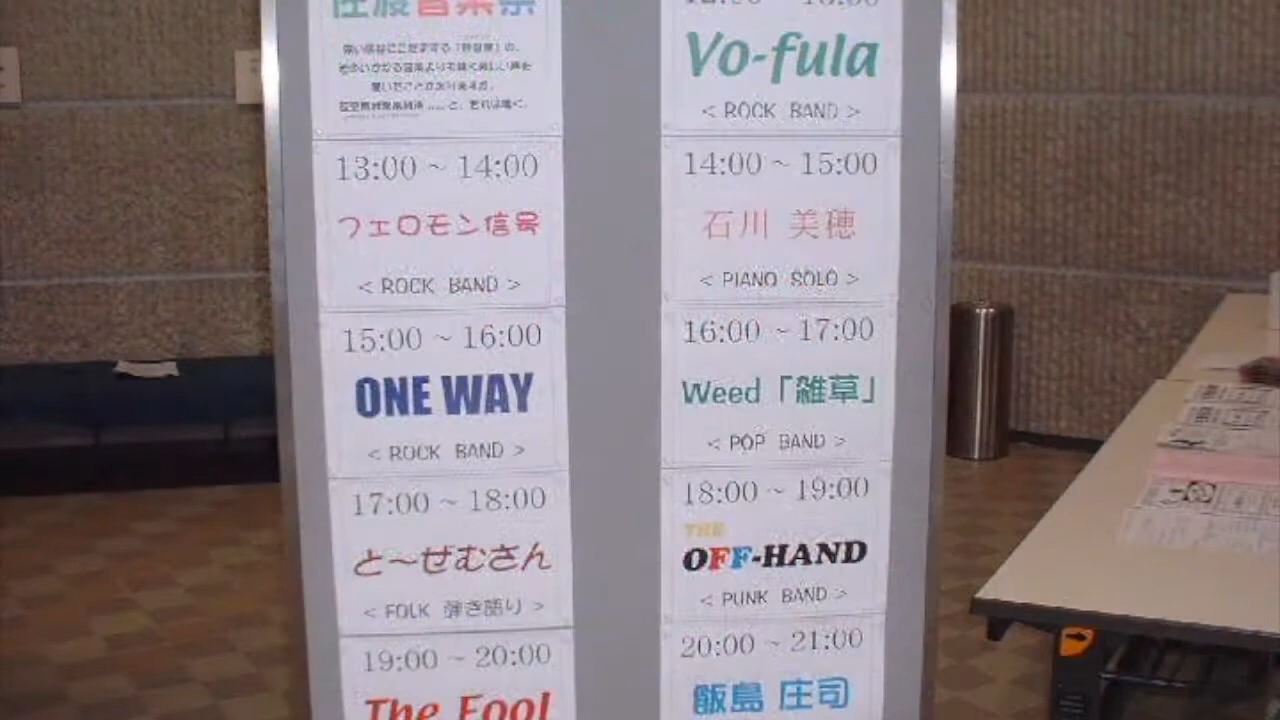 音楽祭
13:00 ~ 14:00
フェロモン信号
< ROCK BAND >
15:00 ~ 16:00
ONE WAY
< ROCK BAND >
17:00 ~ 18:00
と～ぜむさん
< FOLK 弾き語り >
19:00 ~ 20:00
The Fool
Vo-fula
< ROCK BAND >
14:00 ~ 15:00
石川 美穂
< PIANO SOLO >
16:00 ~ 17:00
Weed「雑草」
< POP BAND >
18:00 ~ 19:00
THE
OFF-HAND
< PUNK BAND >
20:00 ~ 21:00
飯島 庄司